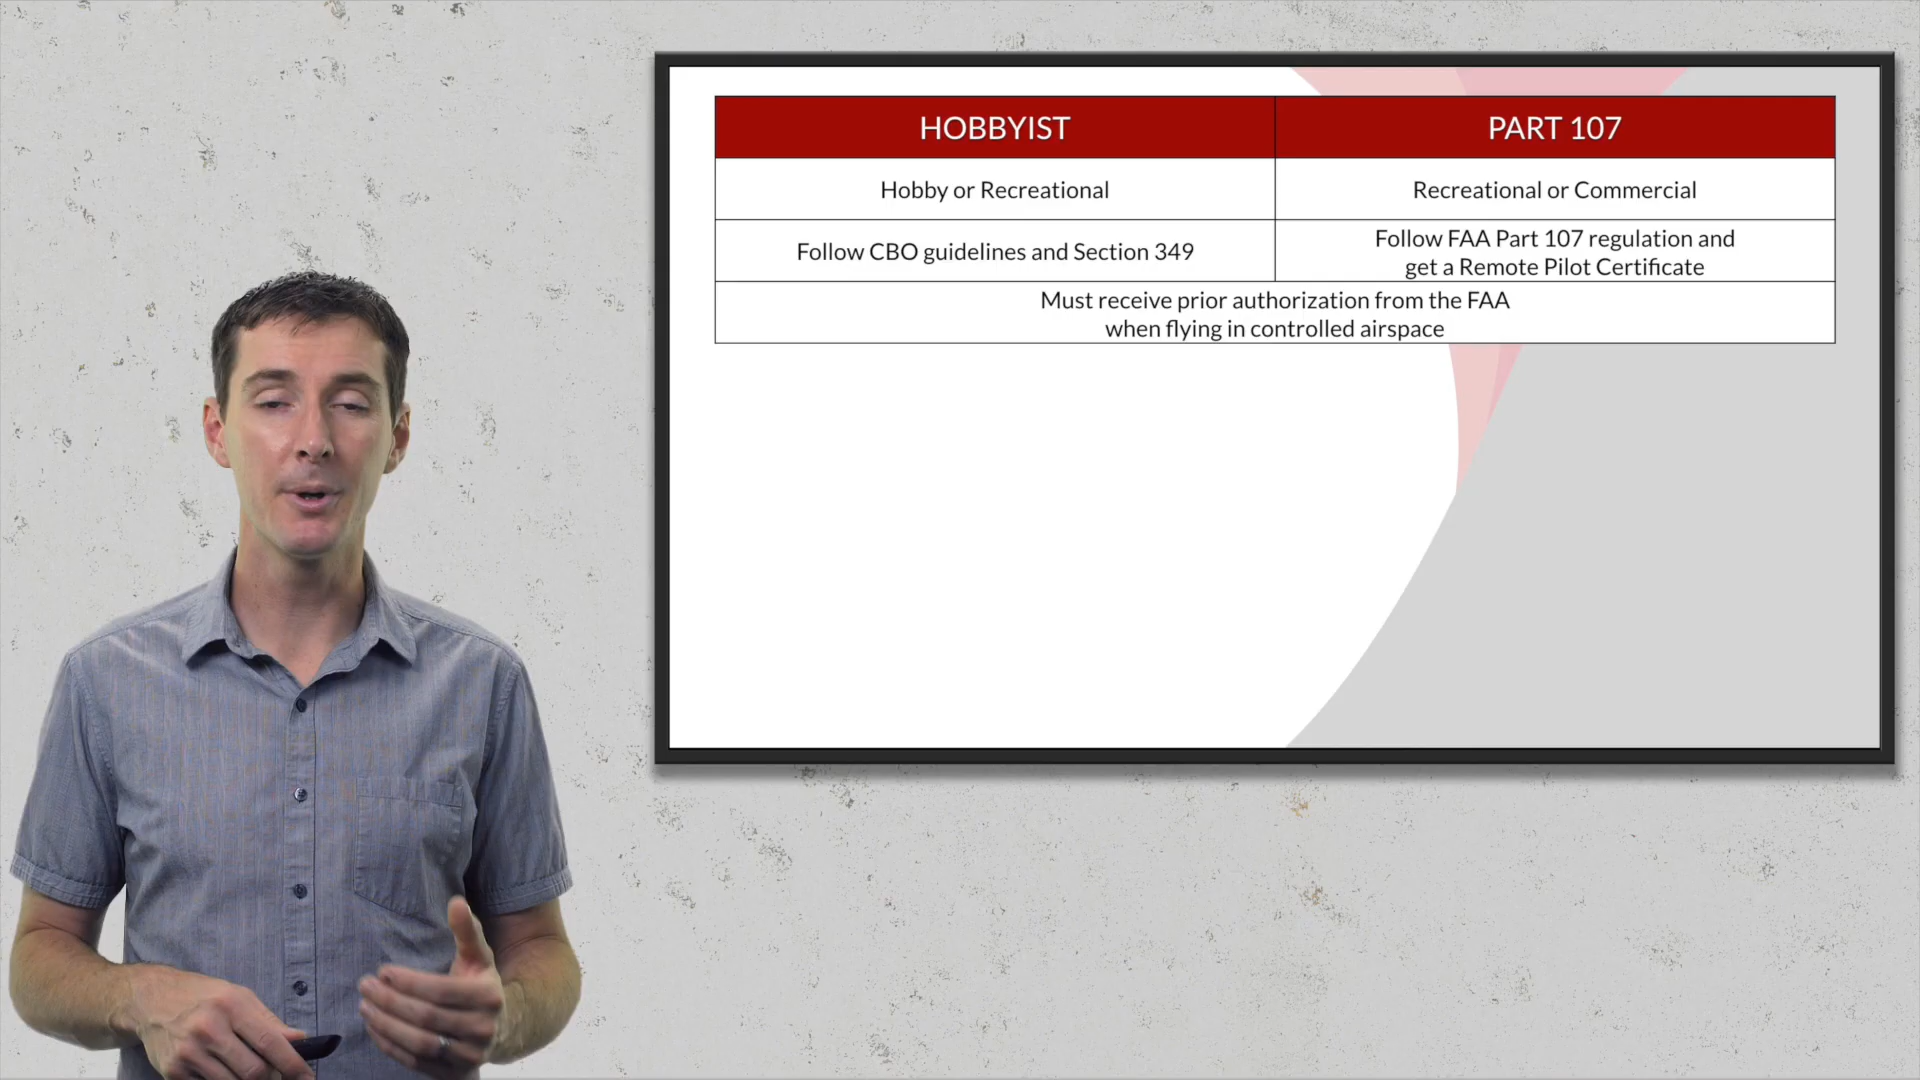 HOBBYIST
PART 107
Hobby or Recreational
Recreational or Commercial
Follow CBO guidelines and Section 349
Follow FAA Part 107 regulation and
get a Remote Pilot Certificate
Must receive prior authorization from the FAA
when flying in controlled airspace